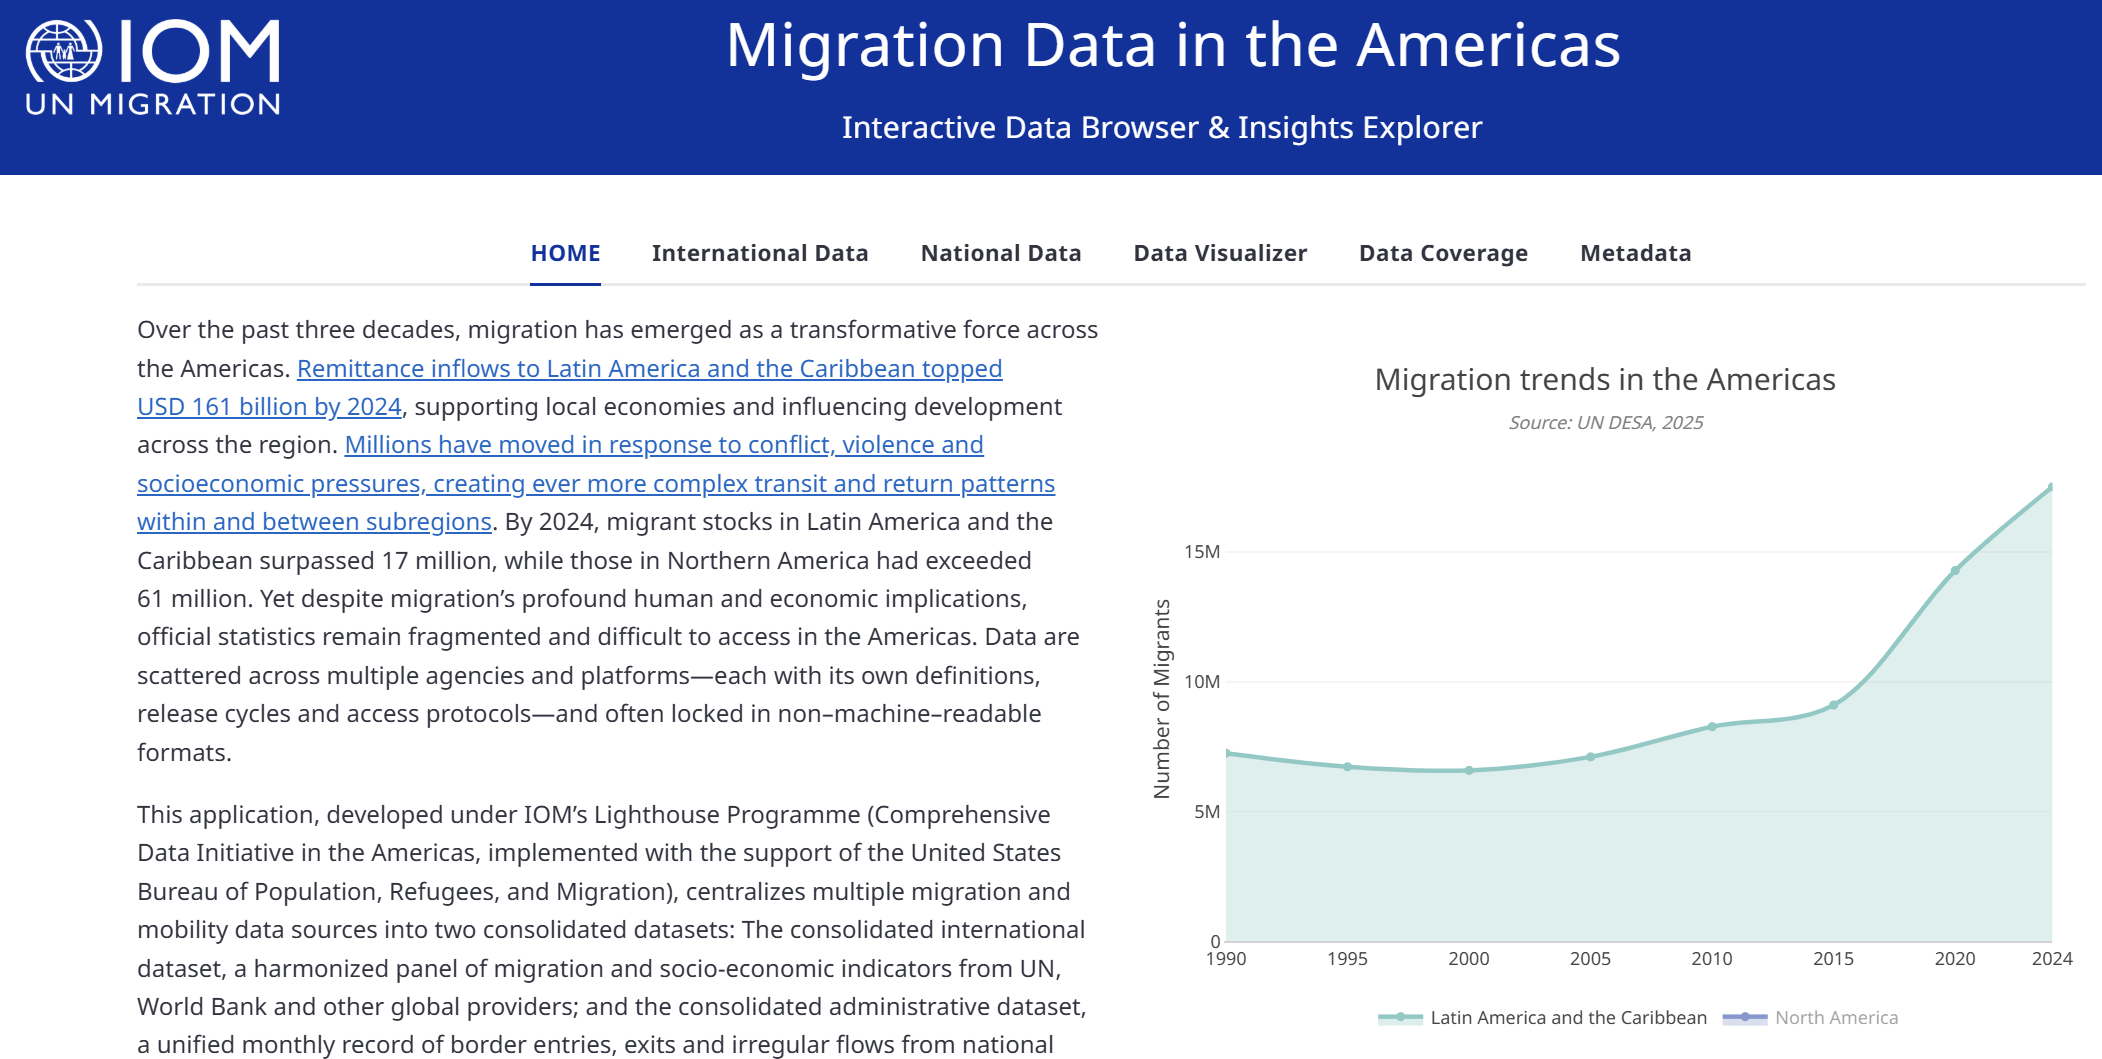 IOM
UN MIGRATION
Migration Data in the Americas
Interactive Data Browser & Insights Explorer
HOME International Data National Data Data Visualizer Data Coverage Metadata
Over the past three decades, migration has emerged as a transformative force across
the Americas. Remittance inflows to Latin America and the Caribbean topped
USD 161 billion by 2024, supporting local economies and influencing development
across the region. Millions have moved in response to conflict, violence and
socioeconomic pressures, creating ever more complex transit and return patterns
within and between subregions. By 2024, migrant stocks in Latin America and the
Caribbean surpassed 17 million, while those in Northern America had exceeded
61 million. Yet despite migration’s profound human and economic implications,
official statistics remain fragmented and difficult to access in the Americas. Data are
scattered across multiple agencies and platforms—each with its own definitions,
release cycles and access protocols—and often locked in non–machine–readable
formats.
This application, developed under IOM’s Lighthouse Programme (Comprehensive
Data Initiative in the Americas, implemented with the support of the United States
Bureau of Population, Refugees, and Migration), centralizes multiple migration and
mobility data sources into two consolidated datasets: The consolidated international
dataset, a harmonized panel of migration and socio-economic indicators from UN,
World Bank and other global providers; and the consolidated administrative dataset,
a unified monthly record of border entries, exits and irregular flows from national
Migration trends in the Americas
Source: UN DESA, 2025
Number of Migrants
15M
10M
5M
0
1990 1995 2000 2005 2010 2015 2020 2024
Latin America and the Caribbean North America